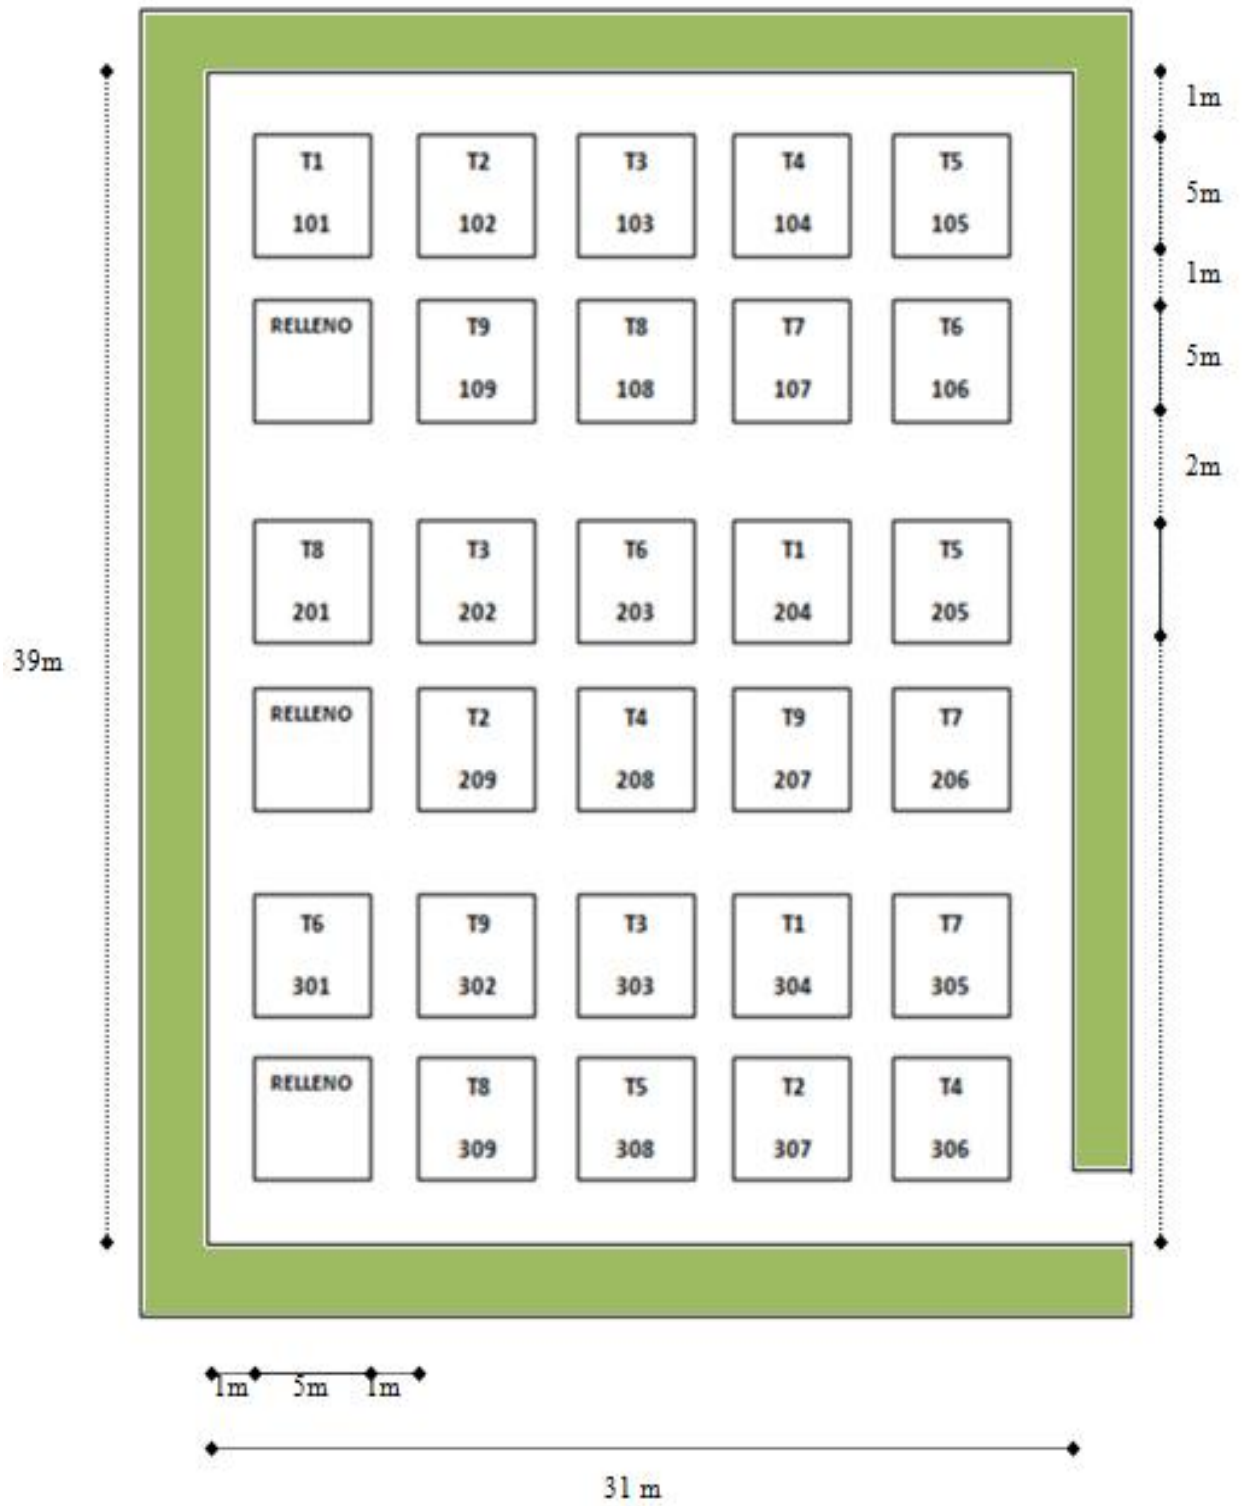 1m
T1 T2 T3 T4 T5
5m
101 102 103 104 105
1m
RELLENO T9 T8 T7 T6
5m
109 108 107 106
2m
T8 T3 T6 T1 T5
201 202 203 204 205
39m
RELLENO T2 T4 T9 T7
209 208 207 206
T6 T9 T3 T1 T7
301 302 303 304 305
RELLENO T8 T5 T2 T4
309 308 307 306
1m 5m 1m
31 m